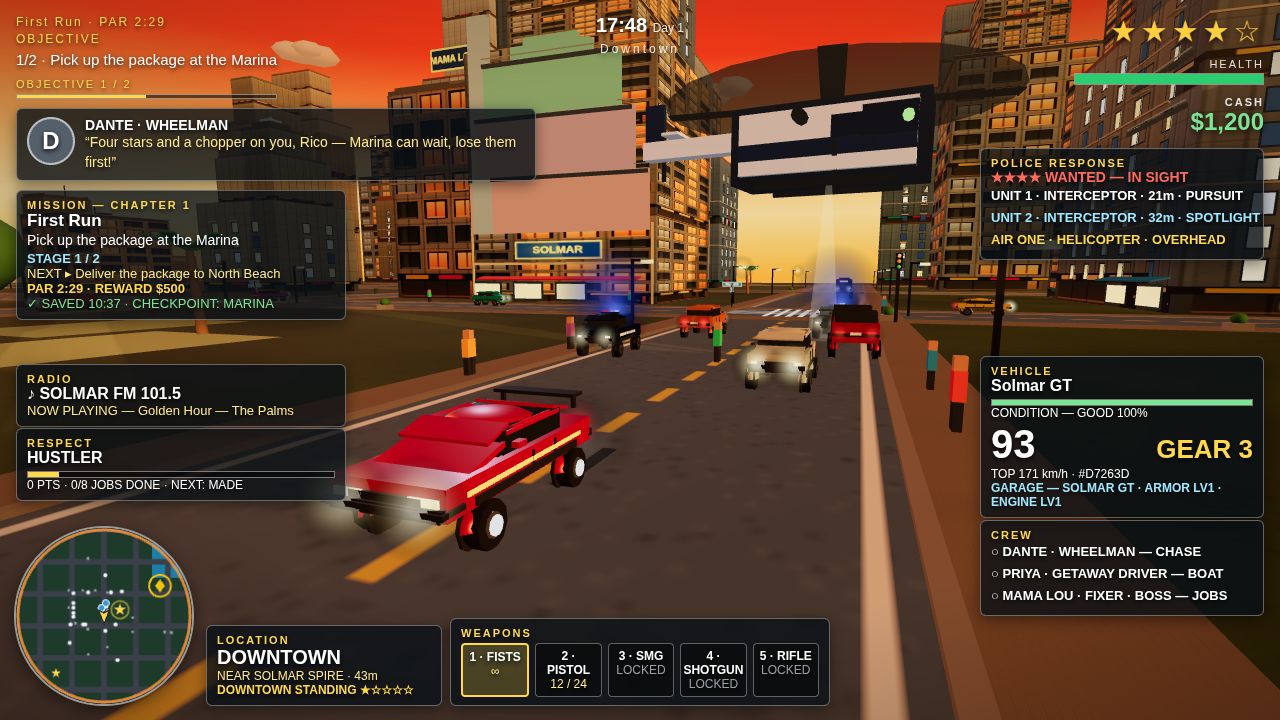 First Run · PAR 2:29
OBJECTIVE
1/2 · Pick up the package at the Marina
OBJECTIVE 1 / 2
D
DANTE · WHEELMAN
“Four stars and a chopper on you, Rico — Marina can wait, lose them
first!”
MISSION — CHAPTER 1
First Run
Pick up the package at the Marina
STAGE 1 / 2
NEXT ▸ Deliver the package to North Beach
PAR 2:29 · REWARD $500
✓ SAVED 10:37 · CHECKPOINT: MARINA
RADIO
♪ SOLMAR FM 101.5
NOW PLAYING — Golden Hour — The Palms
RESPECT
HUSTLER
0 PTS · 0/8 JOBS DONE · NEXT: MADE
17:48 Day 1
Downtown
MAMA L
SOLMAR
★★★★☆
HEALTH
CASH
$1,200
POLICE RESPONSE
★★★★ WANTED — IN SIGHT
UNIT 1 · INTERCEPTOR · 21m · PURSUIT
UNIT 2 · INTERCEPTOR · 32m · SPOTLIGHT
AIR ONE · HELICOPTER · OVERHEAD
VEHICLE
Solmar GT
CONDITION — GOOD 100%
93 GEAR 3
TOP 171 km/h · #D7263D
GARAGE — SOLMAR GT · ARMOR LV1 ·
ENGINE LV1
CREW
○ DANTE · WHEELMAN — CHASE
○ PRIYA · GETAWAY DRIVER — BOAT
○ MAMA LOU · FIXER · BOSS — JOBS
LOCATION
DOWNTOWN
NEAR SOLMAR SPIRE · 43m
DOWNTOWN STANDING ★☆☆☆☆
WEAPONS
1 · FISTS
∞
2 ·
PISTOL
12 / 24
3 · SMG
LOCKED
4 ·
SHOTGUN
LOCKED
5 · RIFLE
LOCKED